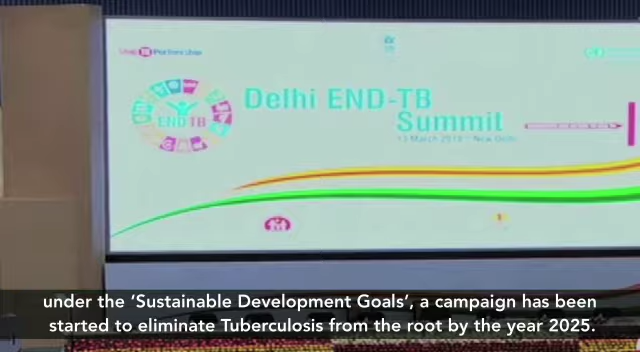 Stop TB Partnership
Delhi END-TB
Summit
END TB
13 March 2018 - New Delhi
under the 'Sustainable Development Goals', a campaign has been
started to eliminate Tuberculosis from the root by the year 2025.